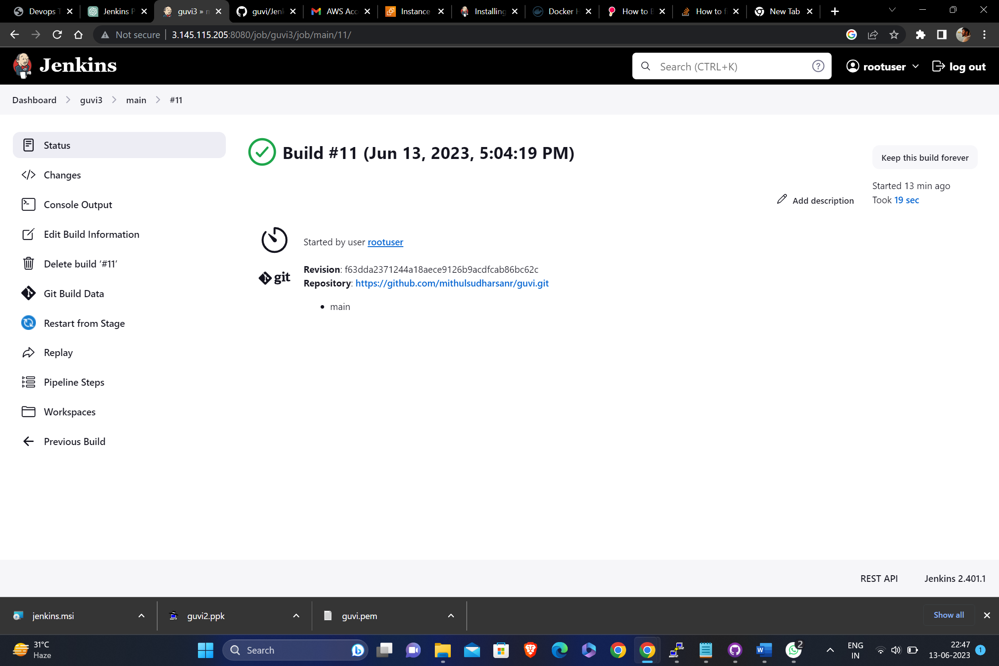 Devops T
Jenkins P
guvi3 » m
guvi/Jenk
AWS Acc
Instance
Installing
Docker H
How to B
How to f
New Tab
Not secure
3.145.115.205:8080/job/guvi3/job/main/11/
Jenkins
Search (CTRL+K)
rootuser
log out
Dashboard
guvi3
main
#11
Status
Changes
Console Output
Edit Build Information
Delete build ‘#11’
Git Build Data
Restart from Stage
Replay
Pipeline Steps
Workspaces
Previous Build
Build #11 (Jun 13, 2023, 5:04:19 PM)
Keep this build forever
Started 13 min ago
Took 19 sec
Add description
Started by user rootuser
git
Revision: f63dda2371244a18aece9126b9acdfcab86bc62c
Repository: https://github.com/mithulsudharsanr/guvi.git
• main
REST API
Jenkins 2.401.1
jenkins.msi
guvi2.ppk
guvi.pem
Show all
31°C
Haze
Search
2
ENG
IN
22:47
13-06-2023
1